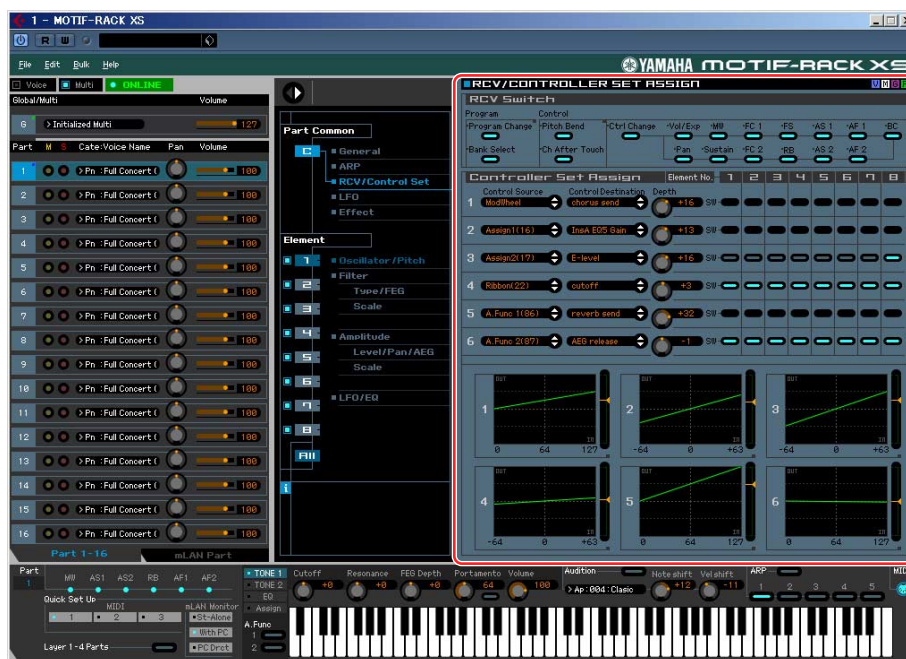 1 - MOTIF-RACK XS
R W
File Edit Bulk Help
YAMAHA MOTIF-RACK XS
Voice Multi ONLINE
Global/Multi Volume
G Initialized Multi 127
Part M S Cate:Voice Name Pan Volume
1 Pn :Full Concert ( 100
2 Pn :Full Concert ( 100
3 Pn :Full Concert ( 100
4 Pn :Full Concert ( 100
5 Pn :Full Concert ( 100
6 Pn :Full Concert ( 100
7 Pn :Full Concert ( 100
8 Pn :Full Concert ( 100
9 Pn :Full Concert ( 100
10 Pn :Full Concert ( 100
11 Pn :Full Concert ( 100
12 Pn :Full Concert ( 100
13 Pn :Full Concert ( 100
14 Pn :Full Concert ( 100
15 Pn :Full Concert ( 100
16 Pn :Full Concert ( 100
Part 1-16 mLAN Part
Part Common
C General
ARP
RCV/Control Set
LFO
Effect
Element
1 Oscillator/Pitch
2 Filter
Type/FEG
3 Scale
4 Amplitude
5 Level/Pan/AEG
Scale
6
7 LFO/EQ
8
All
i
RCV/CONTROLLER SET ASSIGN
V M
RCV Switch
Program Control
Program Change Pitch Bend Ctrl Change Vol/Exp MW FC 1 FS AS 1 AF 1 BC
Bank Select Ch After Touch Pan Sustain FC 2 RB AS 2 AF 2
Controller Set Assign Element No. 1 2 3 4 5 6 7 8
Control Source Control Destination Depth
1 ModWheel chorus send +16 SW
2 Assign1(16) InsA EQ5 Gain +13 SW
3 Assign2(17) E-level +16 SW
4 Ribbon(22) cutoff +3 SW
5 A.Func 1(86) reverb send +32 SW
6 A.Func 2(87) AEG release -1 SW
OUT OUT OUT
1 2 3
IN IN IN
0 64 127 -64 0 +63 0 64 127 -64 0 +63
OUT OUT OUT
4 5 6
IN IN IN
-64 0 +63 0 64 127 0 64 127
Part
1
MW AS1 AS2 RB AF1 AF2
Quick Set Up
MIDI mLAN Monitor
1 2 3 St-Alone
With PC
Layer 1-4 Parts PC Drct
TONE 1
TONE 2
EQ
Assign
A.Func
1
2
Cutoff Resonance FEG Depth Portamento Volume
+0 +0 +0 64 100
Audition
Ap :004 :Clasio
Note shift Vel shift
+12 -11
ARP
1 2 3 4 5